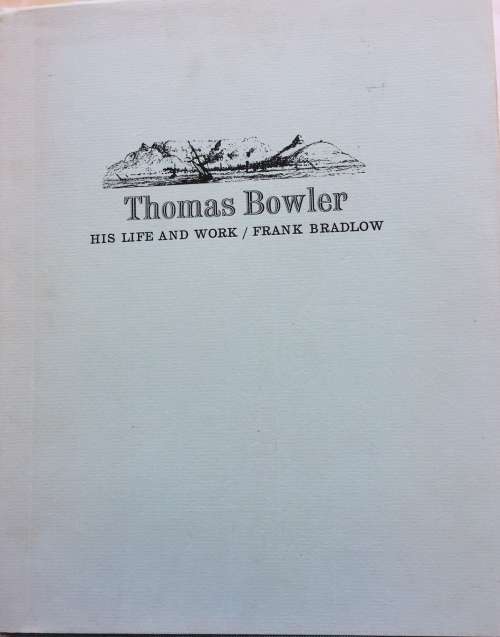 Thomas Bowler
HIS LIFE AND WORK / FRANK BRADLOW